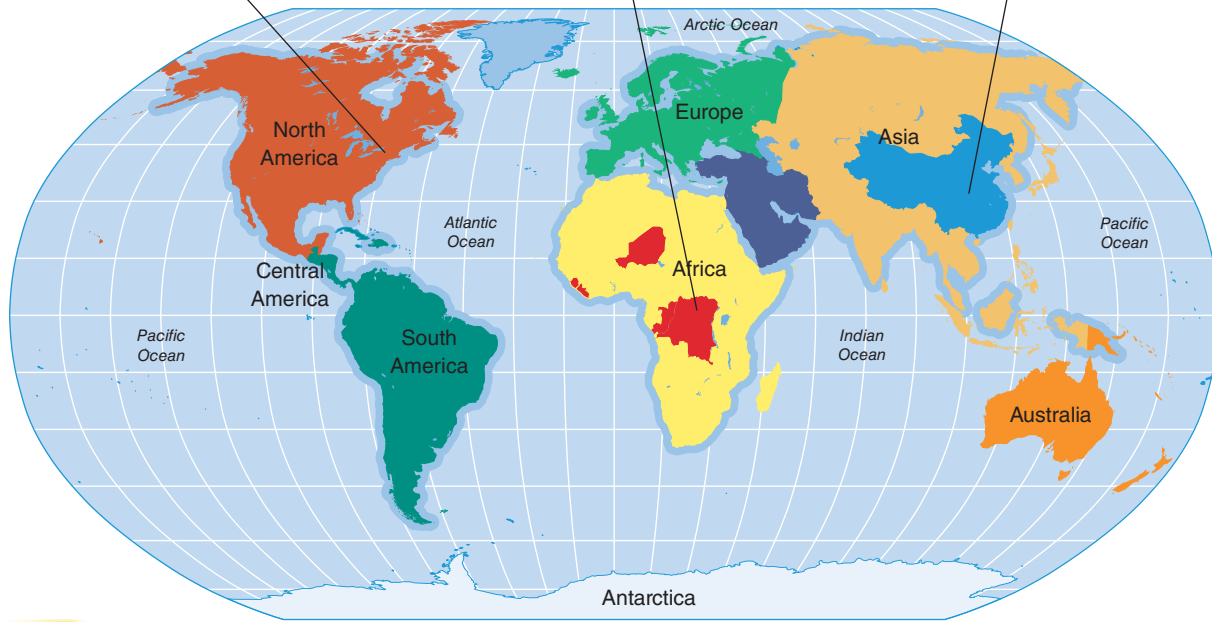 Arctic Ocean
North
America
Europe
Asia
Atlantic
Ocean
Pacific
Ocean
Central
America
Africa
Pacific
Ocean
South
America
Indian
Ocean
Australia
Antarctica